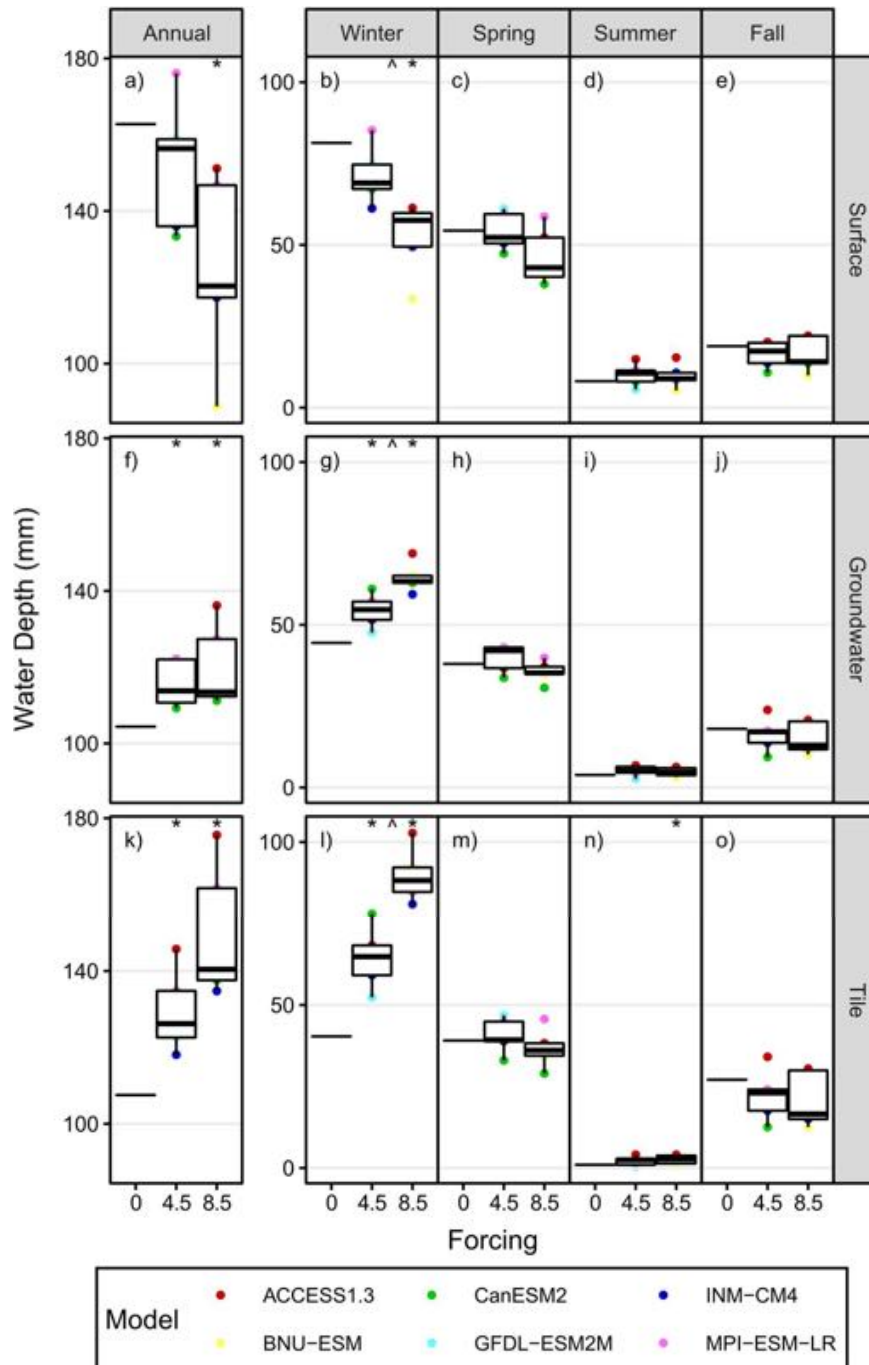 Annual Winter Spring Summer Fall
180 a) * b) ^ * 100 c) d) e)
140 50
100 0
Surface
180 f) * * g) * ^ * 100 h) i) j)
140 50
100 0
Groundwater
Water Depth (mm)
180 k) * * l) * ^ * 100 m) n) * o)
140 50
100 0
Tile
0 4.5 8.5 0 4.5 8.5 0 4.5 8.5 0 4.5 8.5 0 4.5 8.5
Forcing
Model
ACCESS1.3 CanESM2 INM−CM4
BNU−ESM GFDL−ESM2M MPI−ESM−LR